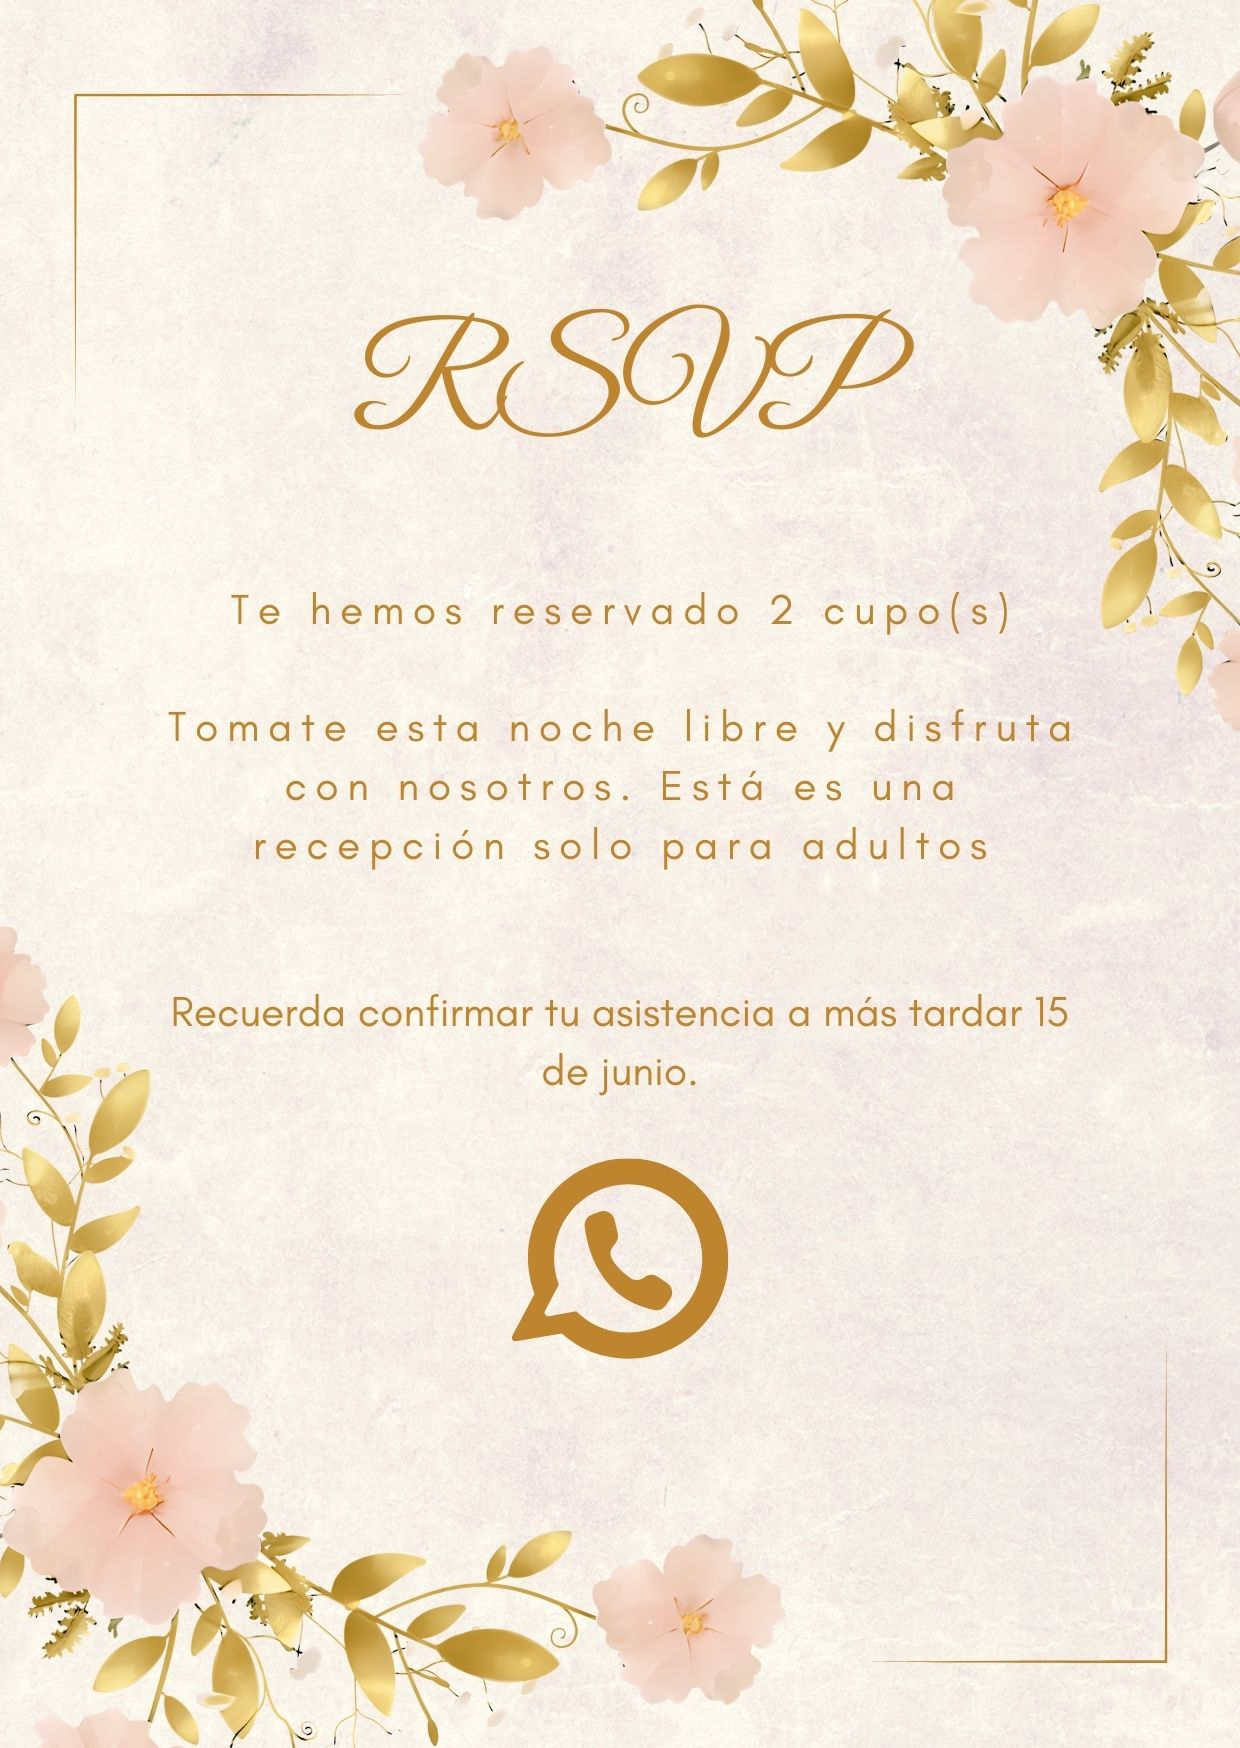 RSVP
Te hemos reservado 2 cupo(s)
Tomate esta noche libre y disfruta
con nosotros. Está es una
recepción solo para adultos
Recuerda confirmar tu asistencia a más tardar 15
de junio.